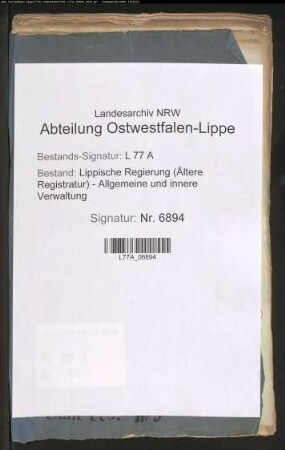 Landesarchiv NRW
Abteilung Ostwestfalen-Lippe
Bestands-Signatur: L 77 A
Bestand: Lippische Regierung (Ältere
Registratur) - Allgemeine und innere
Verwaltung
Signatur: Nr. 6894
L77A_06894